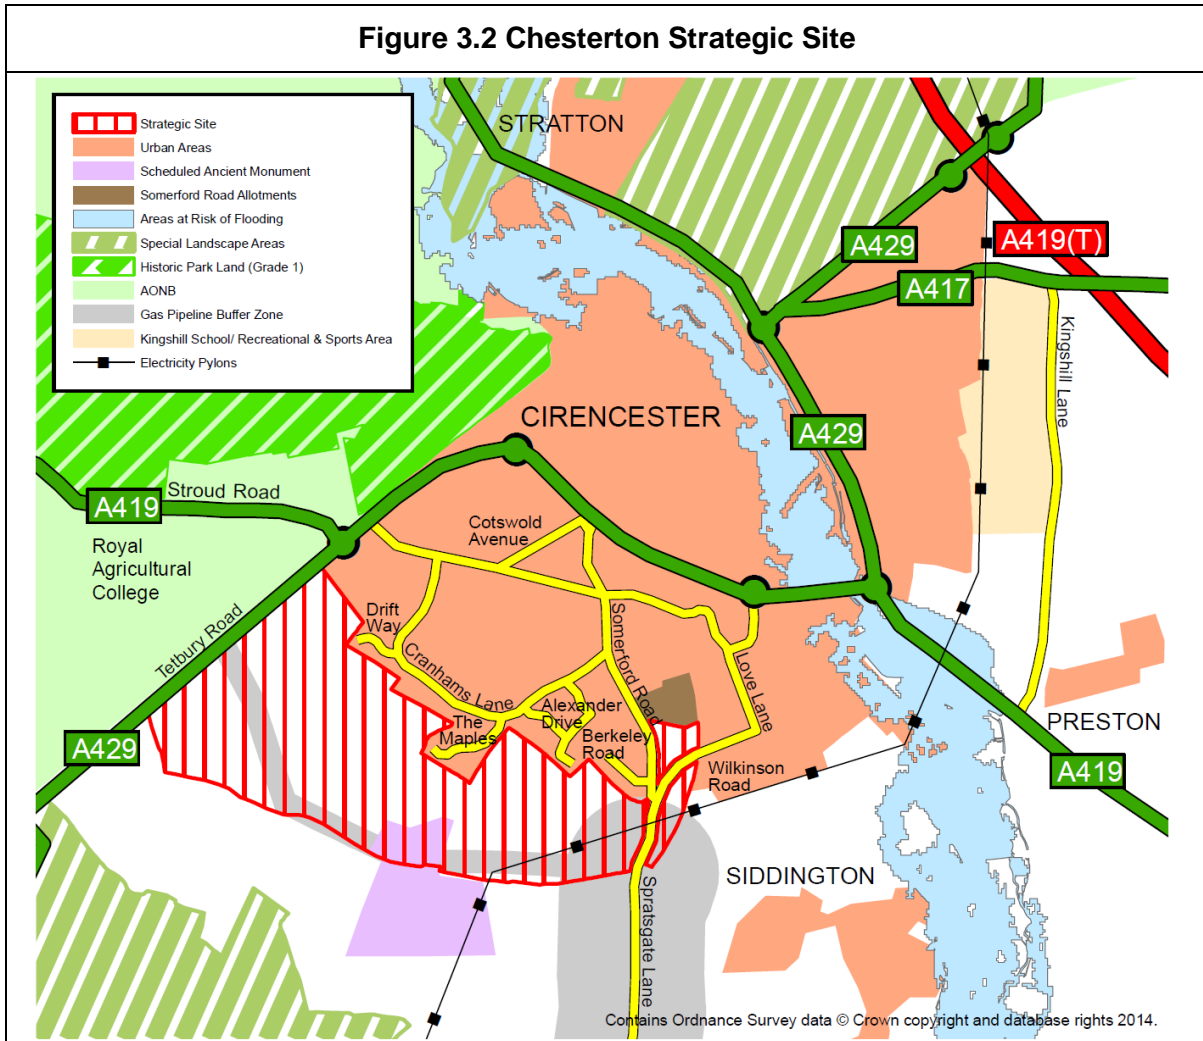 Figure 3.2 Chesterton Strategic Site
Strategic Site
Urban Areas
Scheduled Ancient Monument
Somerford Road Allotments
Areas at Risk of Flooding
Special Landscape Areas
Historic Park Land (Grade 1)
AONB
Gas Pipeline Buffer Zone
Kingshill School/ Recreational & Sports Area
Electricity Pylons
STRATTON
A429
A419(T)
A417
Kingshill Lane
CIRENCESTER
A429
A419
Stroud Road
Royal
Agricultural
College
Tetbury Road
Cotswold
Avenue
Drift
Way
Cranhams Lane
Somerford Road
Love Lane
The
Maples
Alexander
Drive
Berkeley
Road
Wilkinson
Road
A429
PRESTON
A419
SIDDINGTON
Spratsgate Lane
Contains Ordnance Survey data © Crown copyright and database rights 2014.